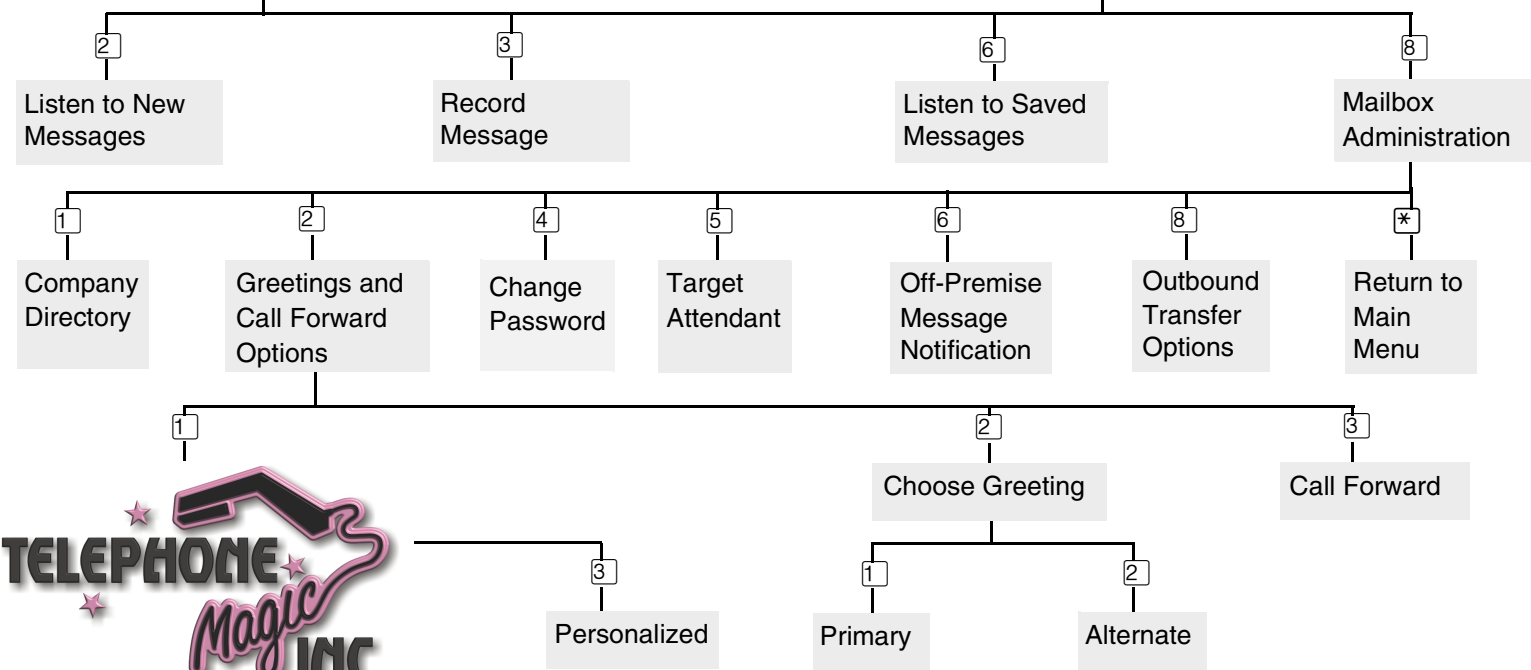 2
3
6
8
Listen to New
Messages
Record
Message
Listen to Saved
Messages
Mailbox
Administration
1
2
4
5
6
8
*
Company
Directory
Greetings and
Call Forward
Options
Change
Password
Target
Attendant
Off-Premise
Message
Notification
Outbound
Transfer
Options
Return to
Main
Menu
1
2
3
Choose Greeting
Call Forward
TELEPHONE
Magic
INC
3
1
2
Personalized
Primary
Alternate